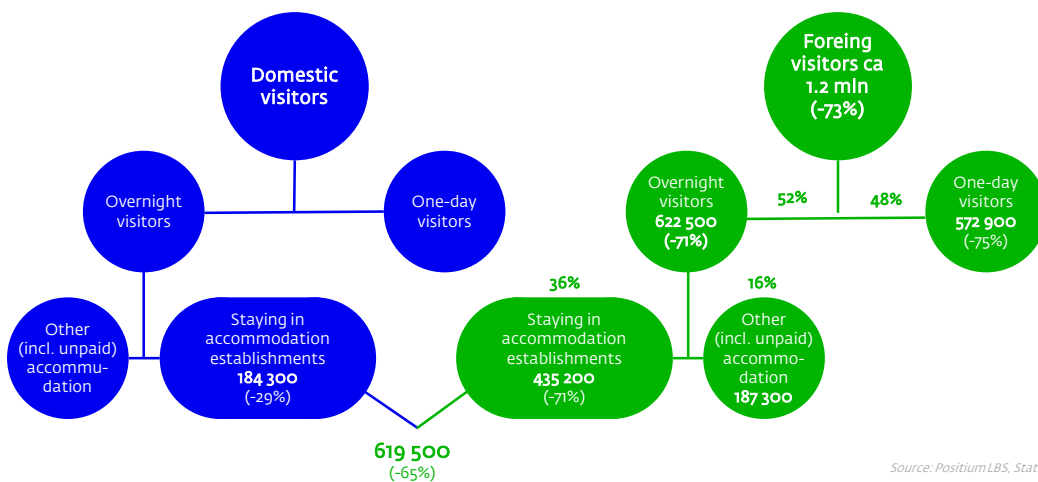 Domestic
visitors
Foreing
visitors ca
1.2 mln
(-73%)
Overnight
visitors
One-day
visitors
Overnight
visitors
622 500
(-71%)
52%
48%
One-day
visitors
572 900
(-75%)
Other
(incl. unpaid)
accommu-
dation
Staying in
accommodation
establishments
184 300
(-29%)
36%
Staying in
accommodation
establishments
435 200
(-71%)
16%
Other
(incl. unpaid)
accommo-
dation
187 300
619 500
(-65%)
Source: Positium LBS, Stat